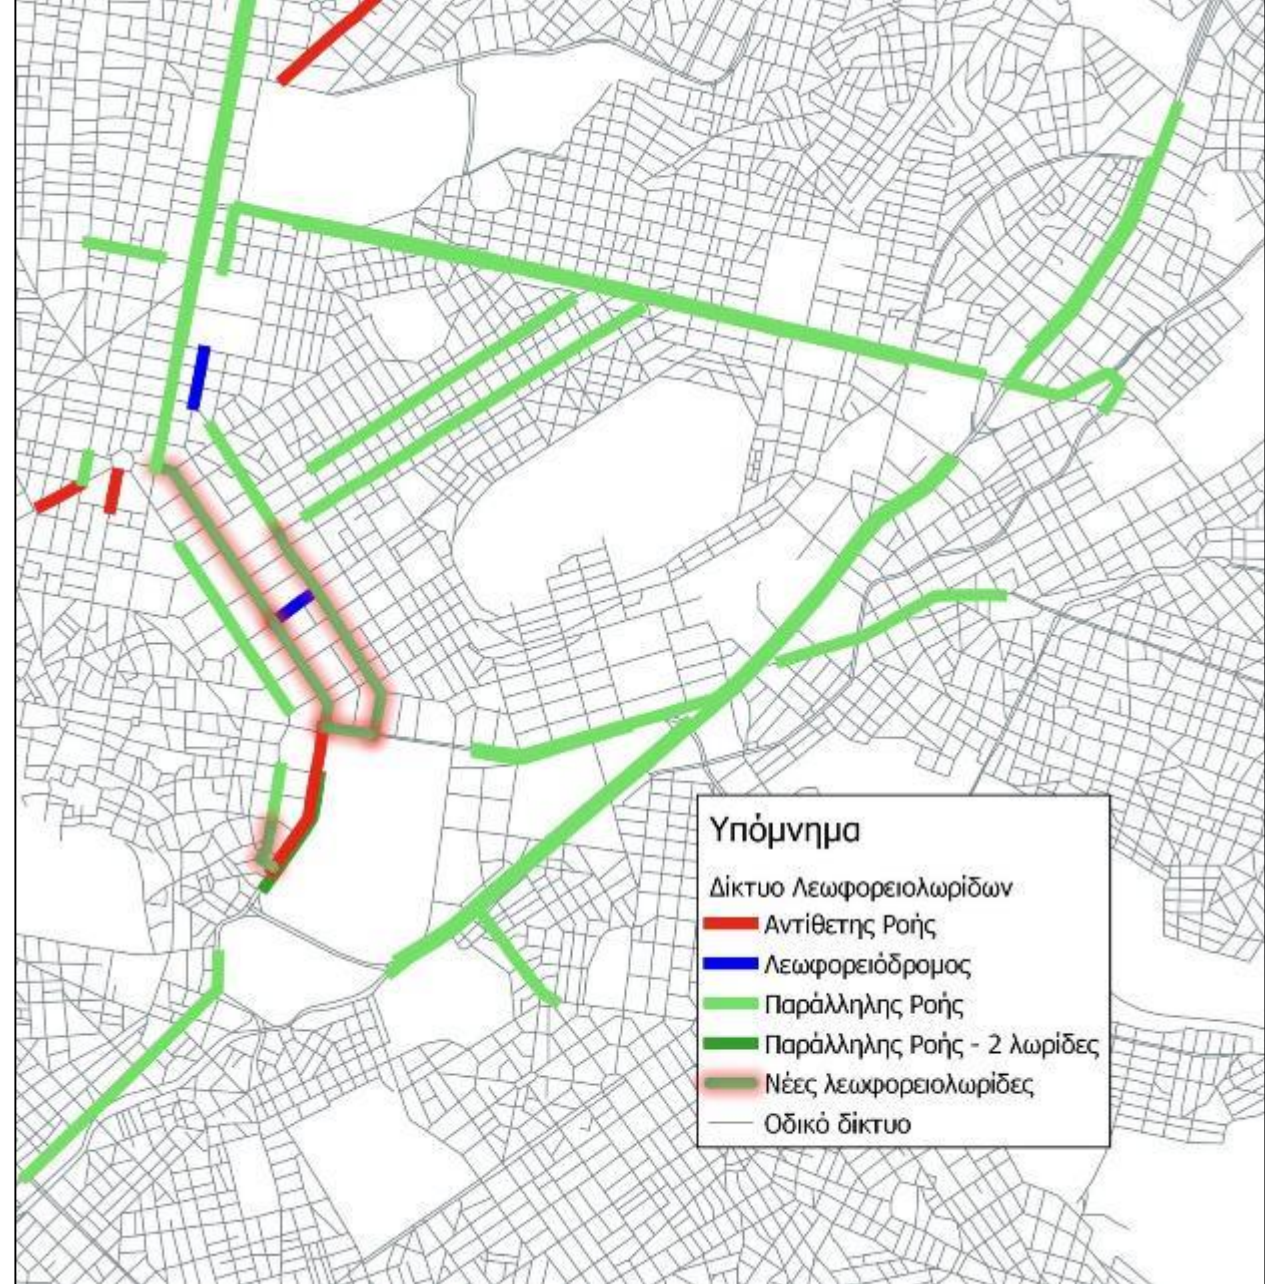 Υπόμνημα
Δίκτυο Λεωφορειολωρίδων
Αντίθετης Ροής
Λεωφορειόδρομος
Παράλληλης Ροής
Παράλληλης Ροής - 2 λωρίδες
Νέες λεωφορειολωρίδες
Οδικό δίκτυο